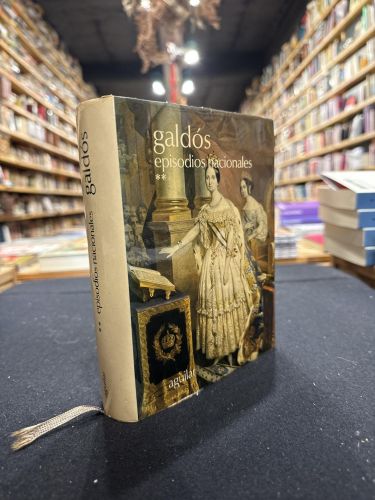 galdós
episodios nacionales
**
aguilar
galdós
episodios nacionales
**